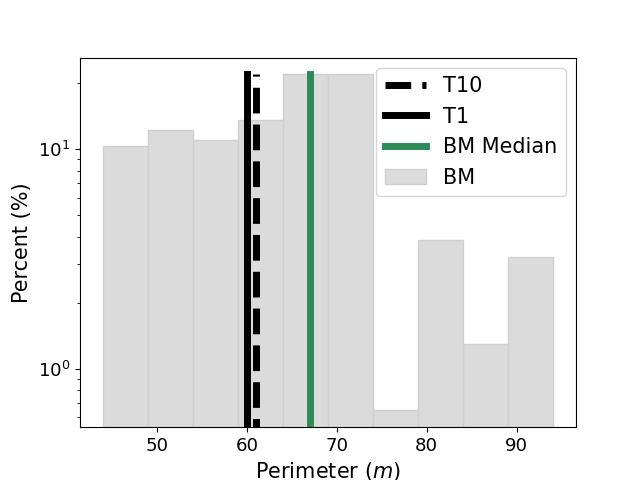 T10
T1
BM Median
BM
10¹
10⁰
Percent (%)
50 60 70 80 90
Perimeter (m)